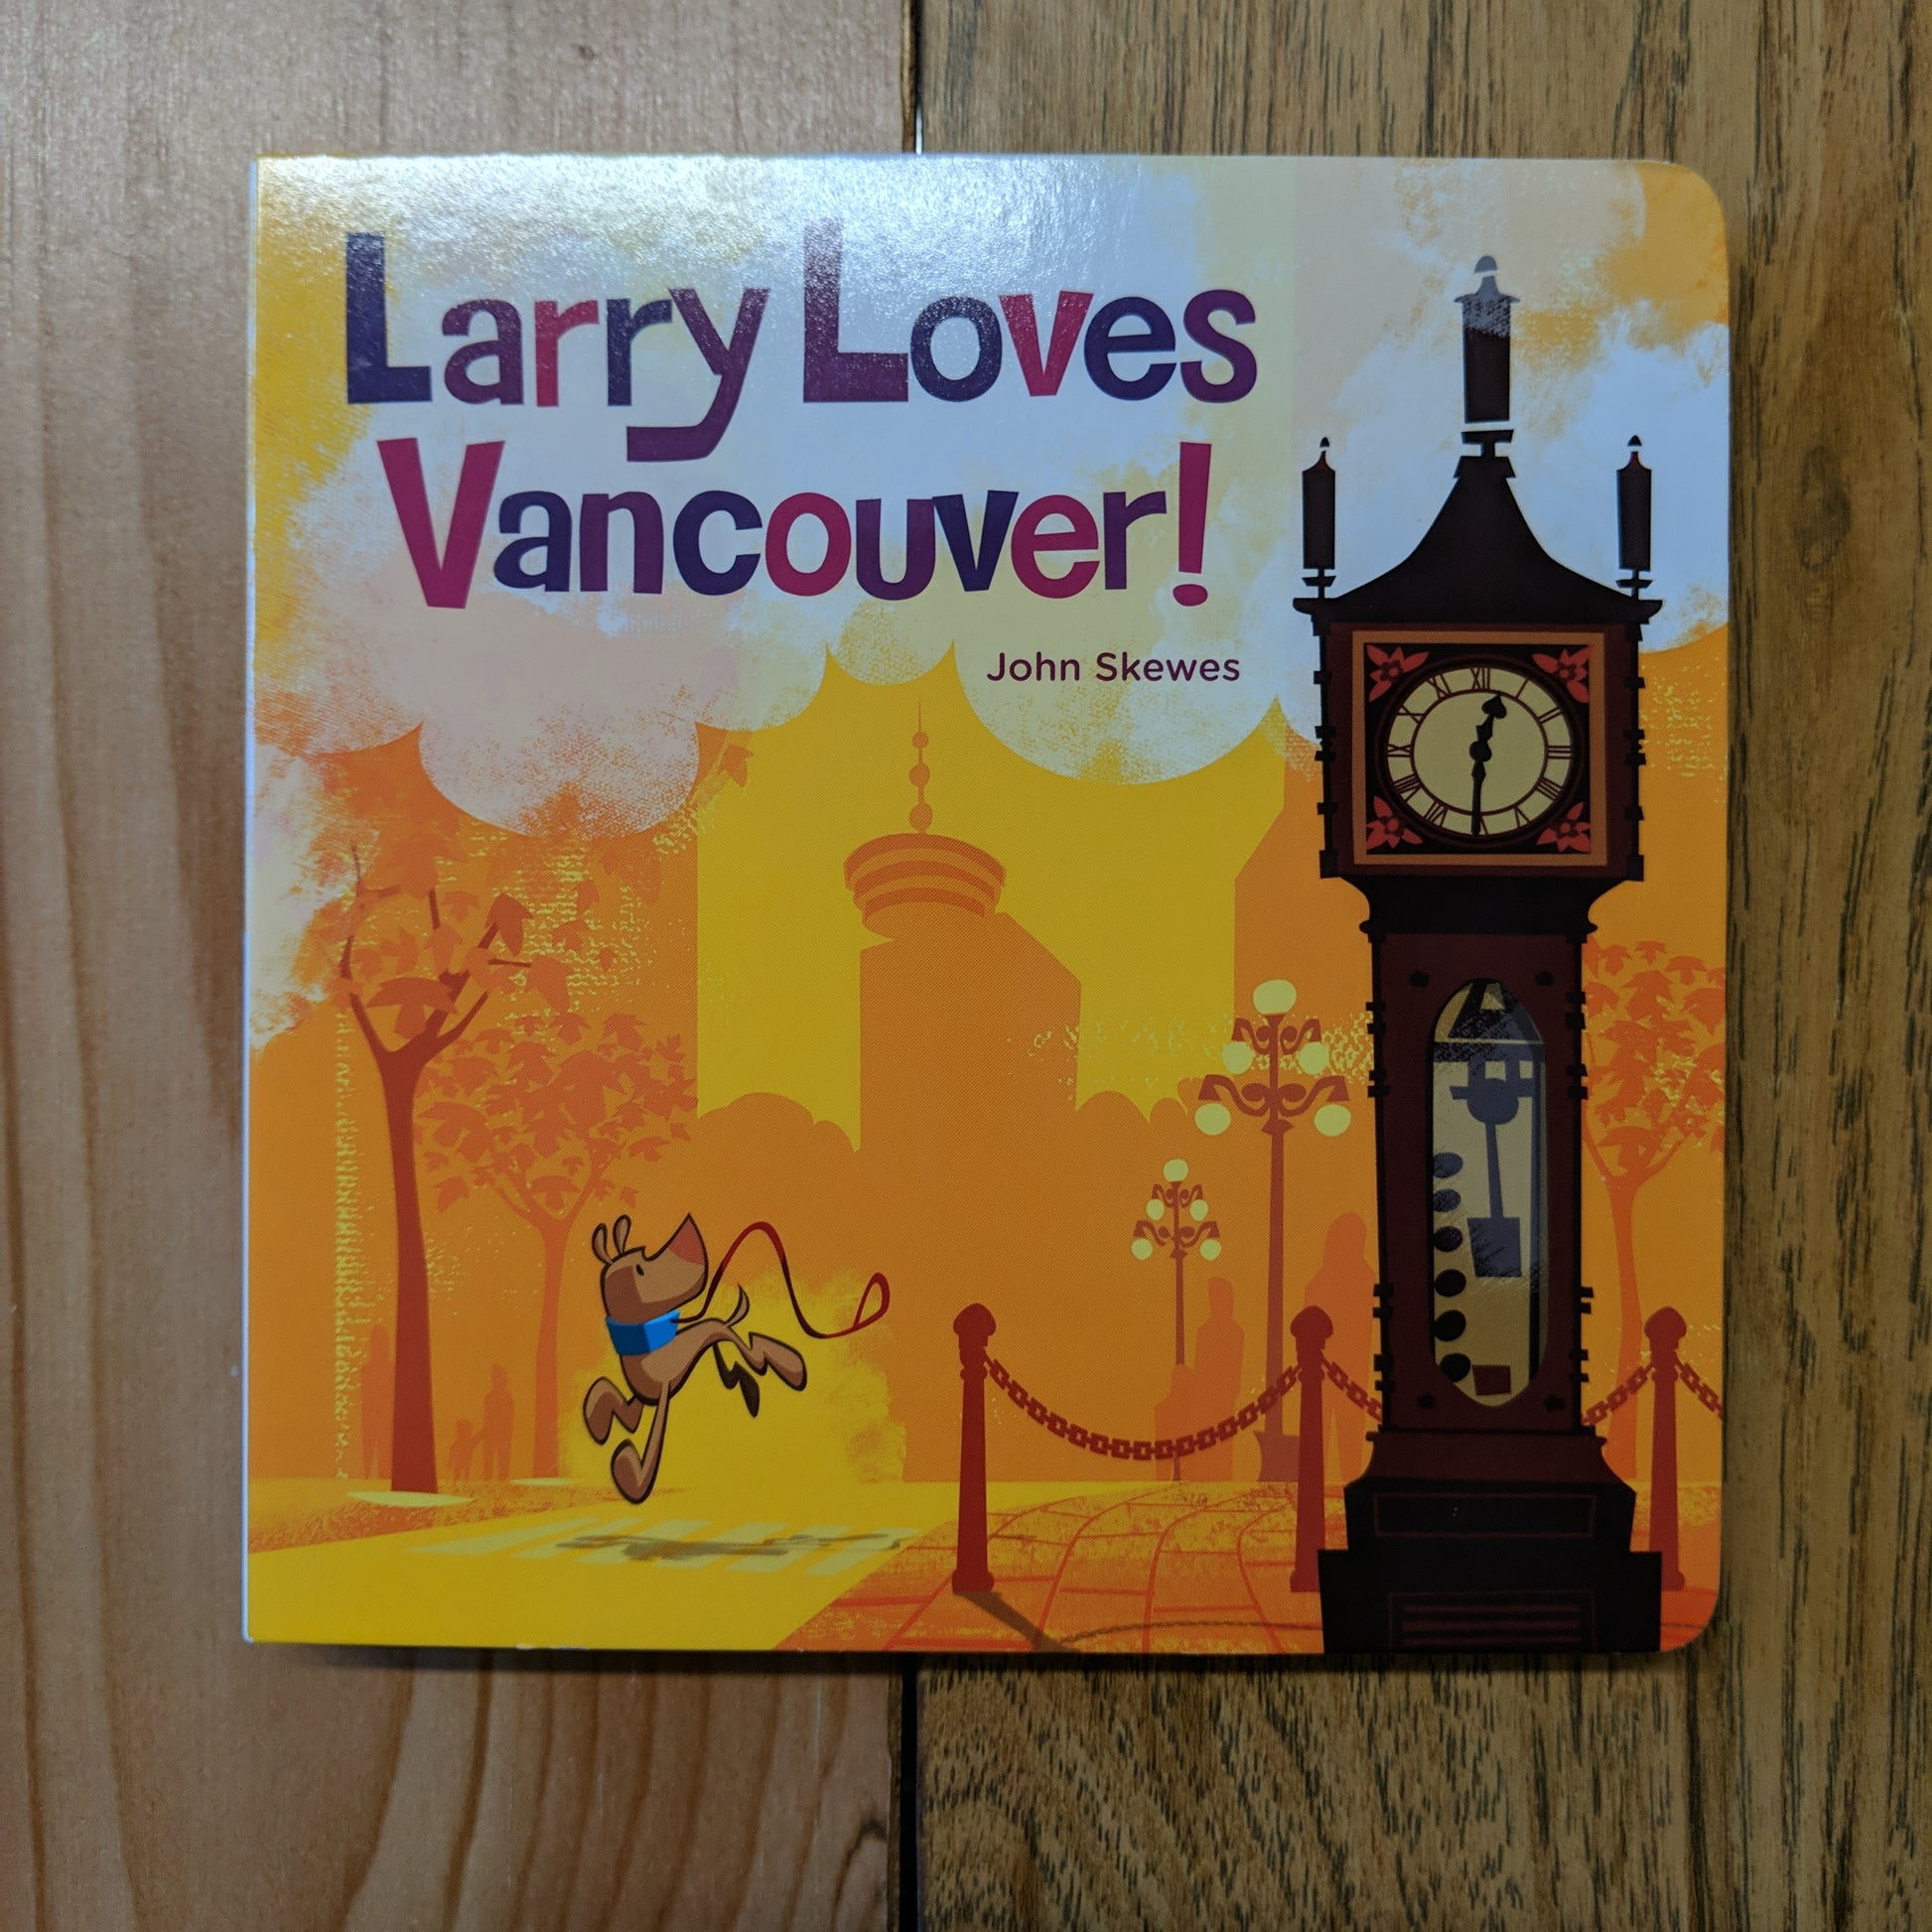 Larry Loves
Vancouver!
John Skewes